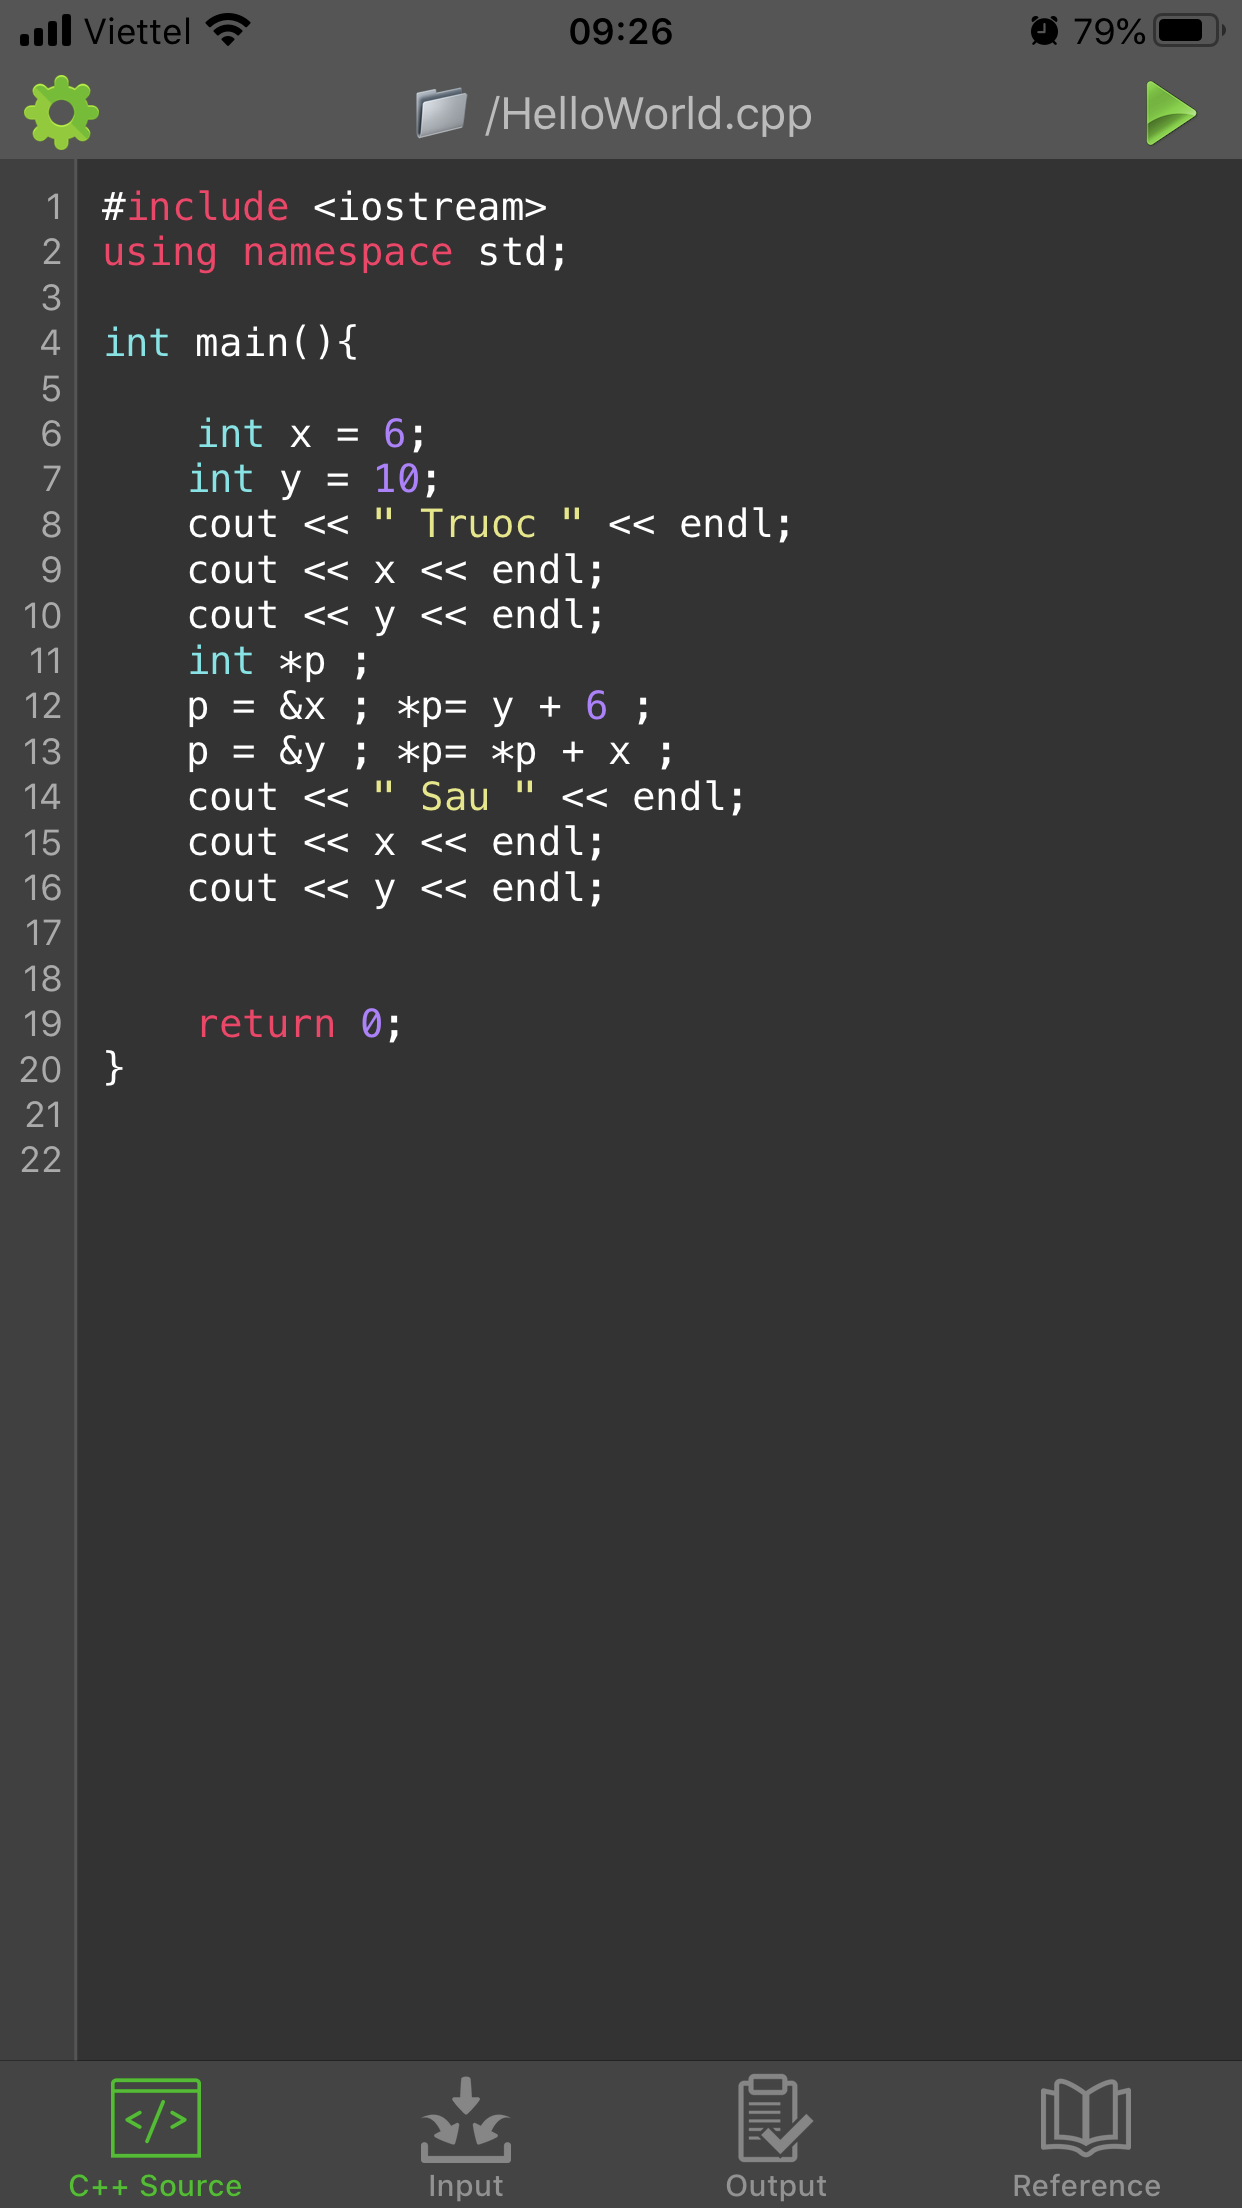 Viettel 09:26 79%
/HelloWorld.cpp
1 #include <iostream>
2 using namespace std;
3
4 int main(){
5
6 int x = 6;
7 int y = 10;
8 cout << " Truoc " << endl;
9 cout << x << endl;
10 cout << y << endl;
11 int *p ;
12 p = &x ; *p= y + 6 ;
13 p = &y ; *p= *p + x ;
14 cout << " Sau " << endl;
15 cout << x << endl;
16 cout << y << endl;
17
18
19 return 0;
20 }
21
22
C++ Source Input Output Reference